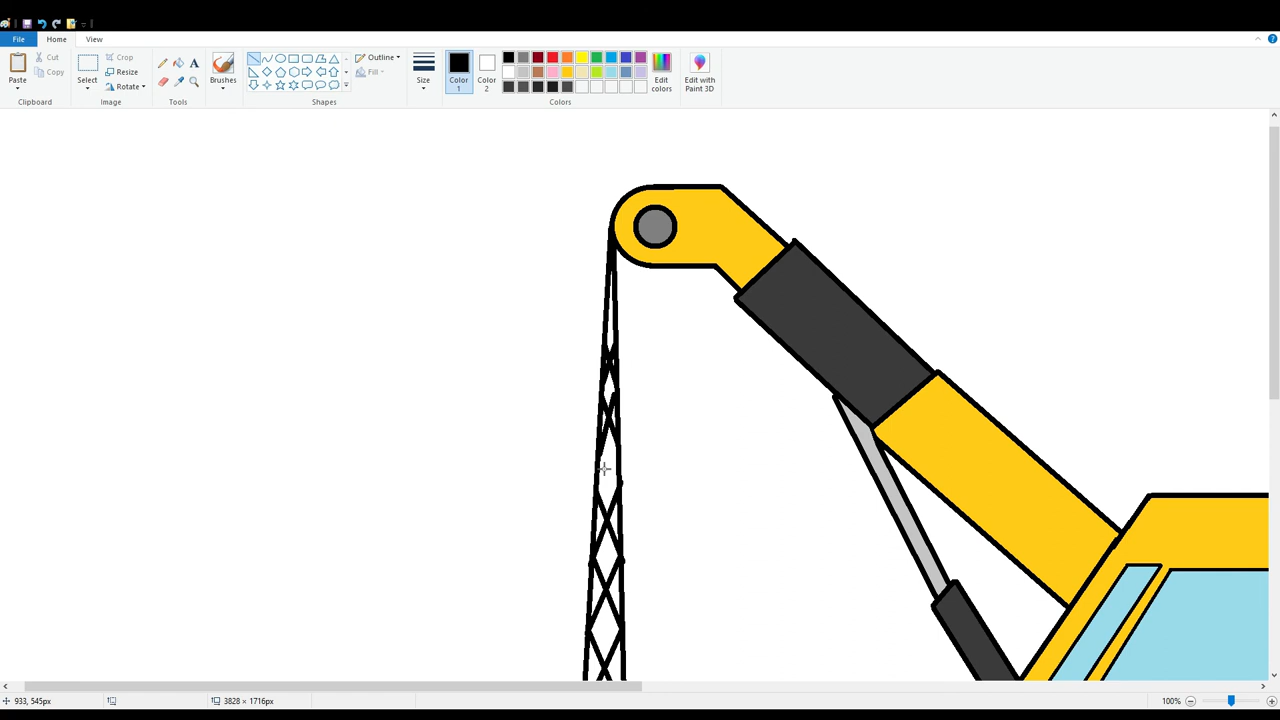 File Home View
Paste
Cut
Copy
Clipboard
Select
Crop
Resize
Rotate
Image
A
Tools
Brushes
Outline
Fill
Shapes
Size
Color 1
Color 2
Edit colors
Colors
Edit with Paint 3D
933, 545px 3828 × 1716px 100%